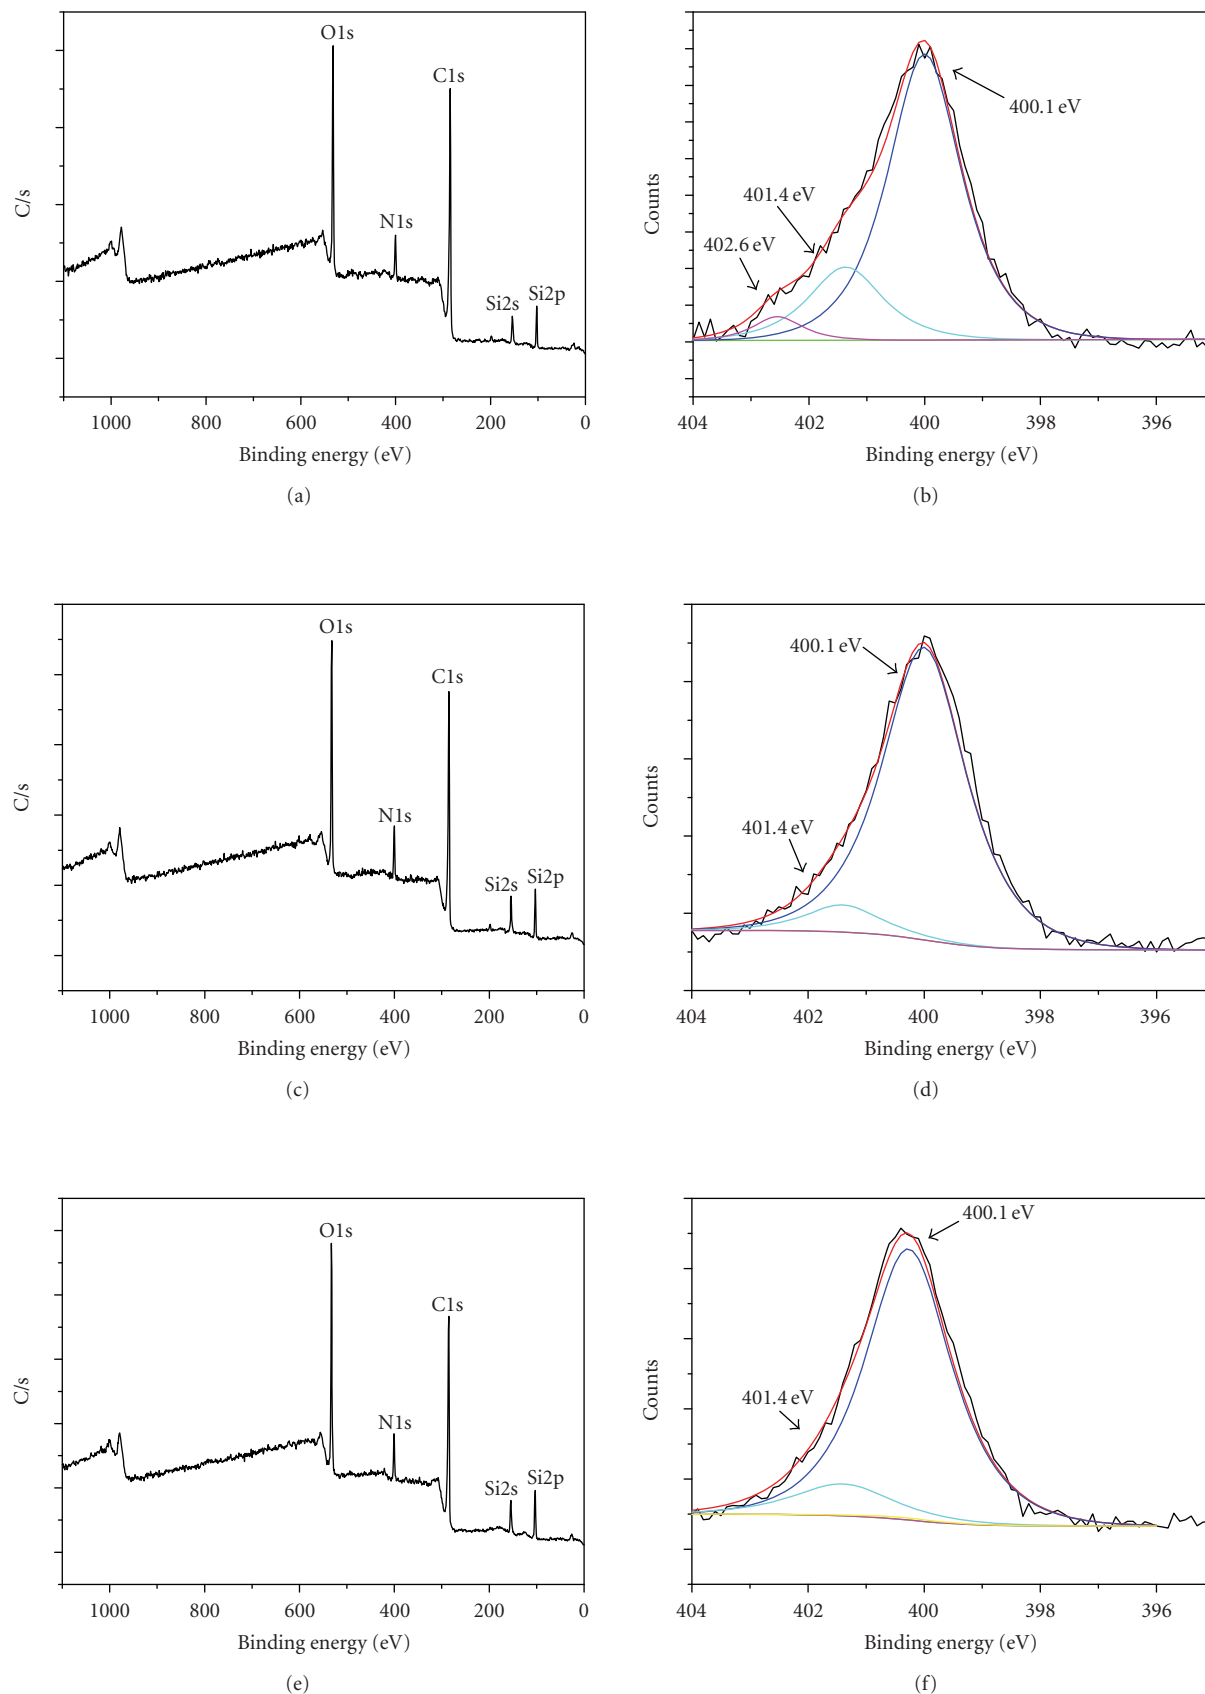 O1s
C1s
N1s
Si2s
Si2p
C/s
1000 800 600 400 200 0
Binding energy (eV)
(a)
400.1 eV
401.4 eV
402.6 eV
Counts
404 402 400 398 396
Binding energy (eV)
(b)
O1s
C1s
N1s
Si2s
Si2p
C/s
1000 800 600 400 200 0
Binding energy (eV)
(c)
400.1 eV
401.4 eV
Counts
404 402 400 398 396
Binding energy (eV)
(d)
O1s
C1s
N1s
Si2s
Si2p
C/s
1000 800 600 400 200 0
Binding energy (eV)
(e)
400.1 eV
401.4 eV
Counts
404 402 400 398 396
Binding energy (eV)
(f)